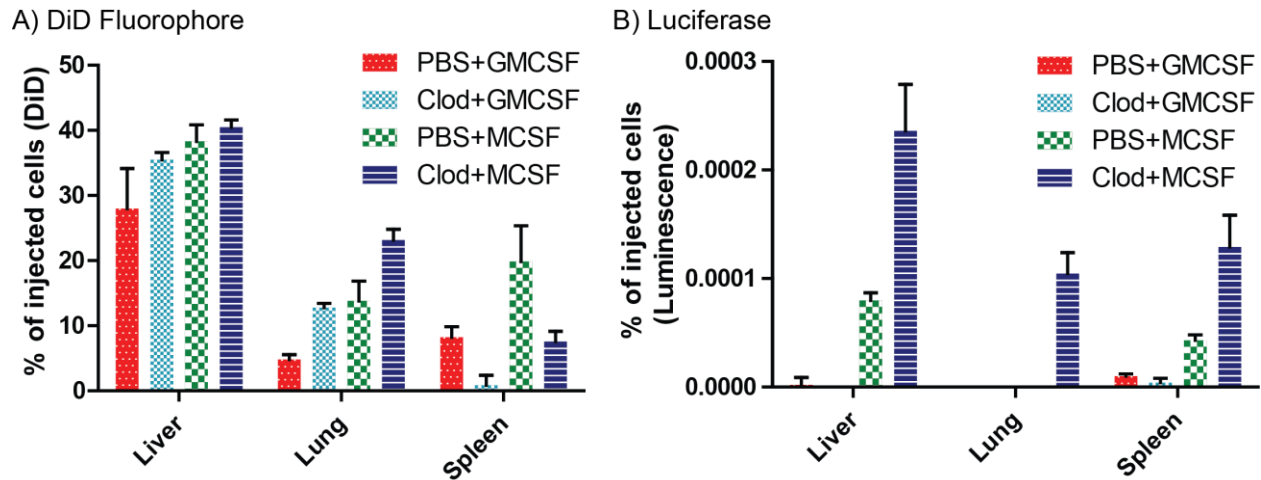 A) DiD Fluorophore
% of injected cells (DiD)
50
40
30
20
10
0
PBS+GMCSF
Clod+GMCSF
PBS+MCSF
Clod+MCSF
Liver
Lung
Spleen
B) Luciferase
% of injected cells
(Luminescence)
0.0003
0.0002
0.0001
0.0000
PBS+GMCSF
Clod+GMCSF
PBS+MCSF
Clod+MCSF
Liver
Lung
Spleen